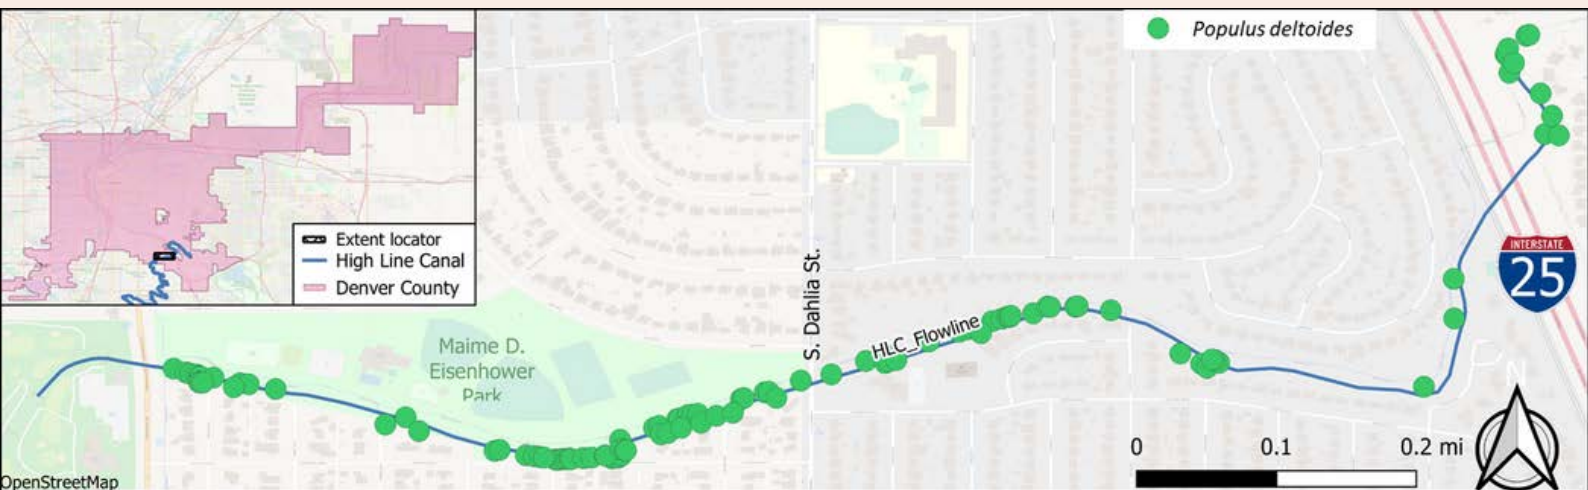 Populus deltoides
Extent locator
High Line Canal
Denver County
INTERSTATE
25
S. Dahlia St.
HLC_Flowline
Maime D.
Eisenhower
Park
N
0 0.1 0.2 mi
OpenStreetMap